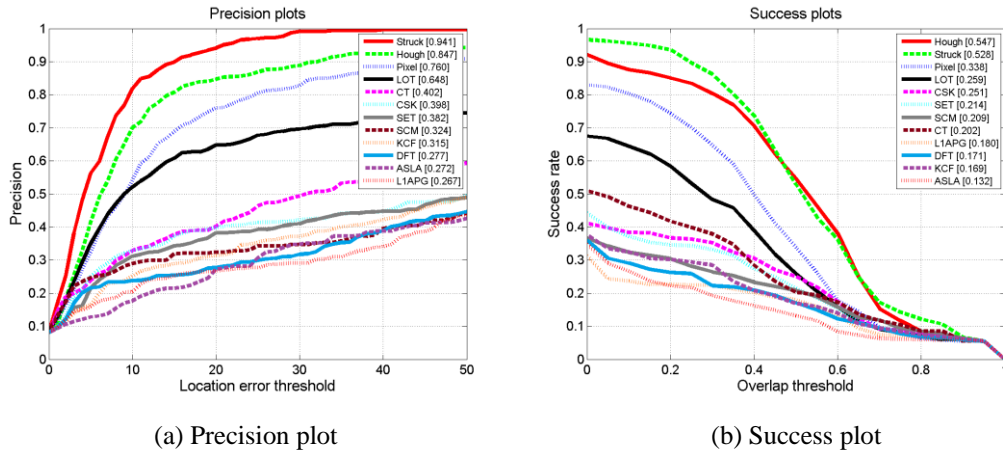 Precision plots
Precision
1
0.9
0.8
0.7
0.6
0.5
0.4
0.3
0.2
0.1
0
Struck [0.941]
Hough [0.847]
Pixel [0.760]
LOT [0.648]
CT [0.402]
CSK [0.398]
SET [0.382]
SCM [0.324]
KCF [0.315]
DFT [0.277]
ASLA [0.272]
L1APG [0.267]
0 10 20 30 40 50
Location error threshold
(a) Precision plot
Success plots
Success rate
1
0.9
0.8
0.7
0.6
0.5
0.4
0.3
0.2
0.1
0
Hough [0.547]
Struck [0.528]
Pixel [0.338]
LOT [0.259]
CSK [0.251]
SET [0.214]
SCM [0.209]
CT [0.202]
L1APG [0.180]
DFT [0.171]
KCF [0.169]
ASLA [0.132]
0 0.2 0.4 0.6 0.8
Overlap threshold
(b) Success plot